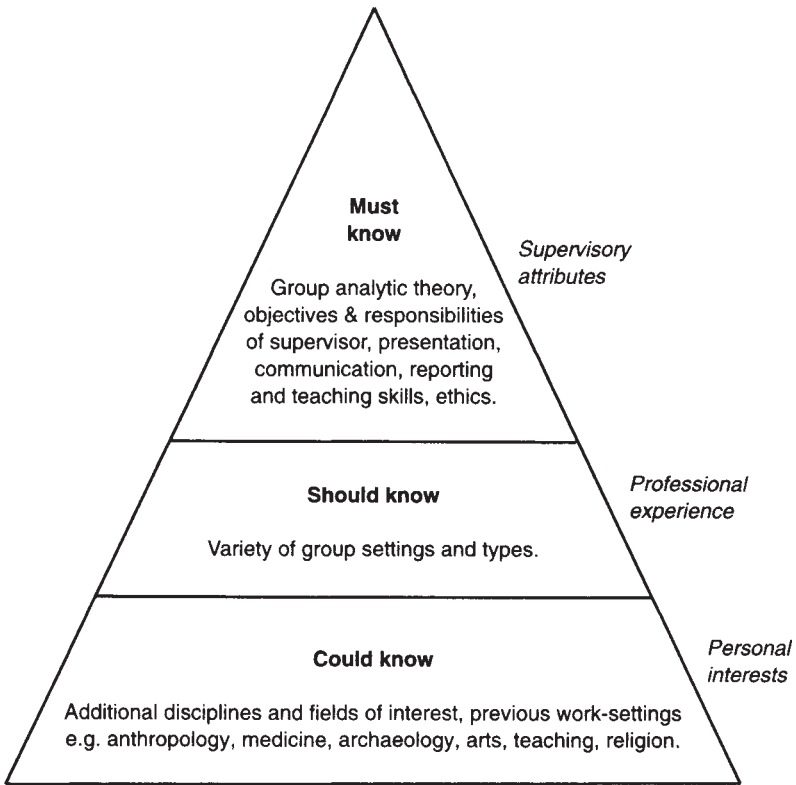 Must
know
Supervisory
attributes
Group analytic theory,
objectives & responsibilities
of supervisor, presentation,
communication, reporting
and teaching skills, ethics.
Should know
Professional
experience
Variety of group settings and types.
Could know
Personal
interests
Additional disciplines and fields of interest, previous work-settings
e.g. anthropology, medicine, archaeology, arts, teaching, religion.